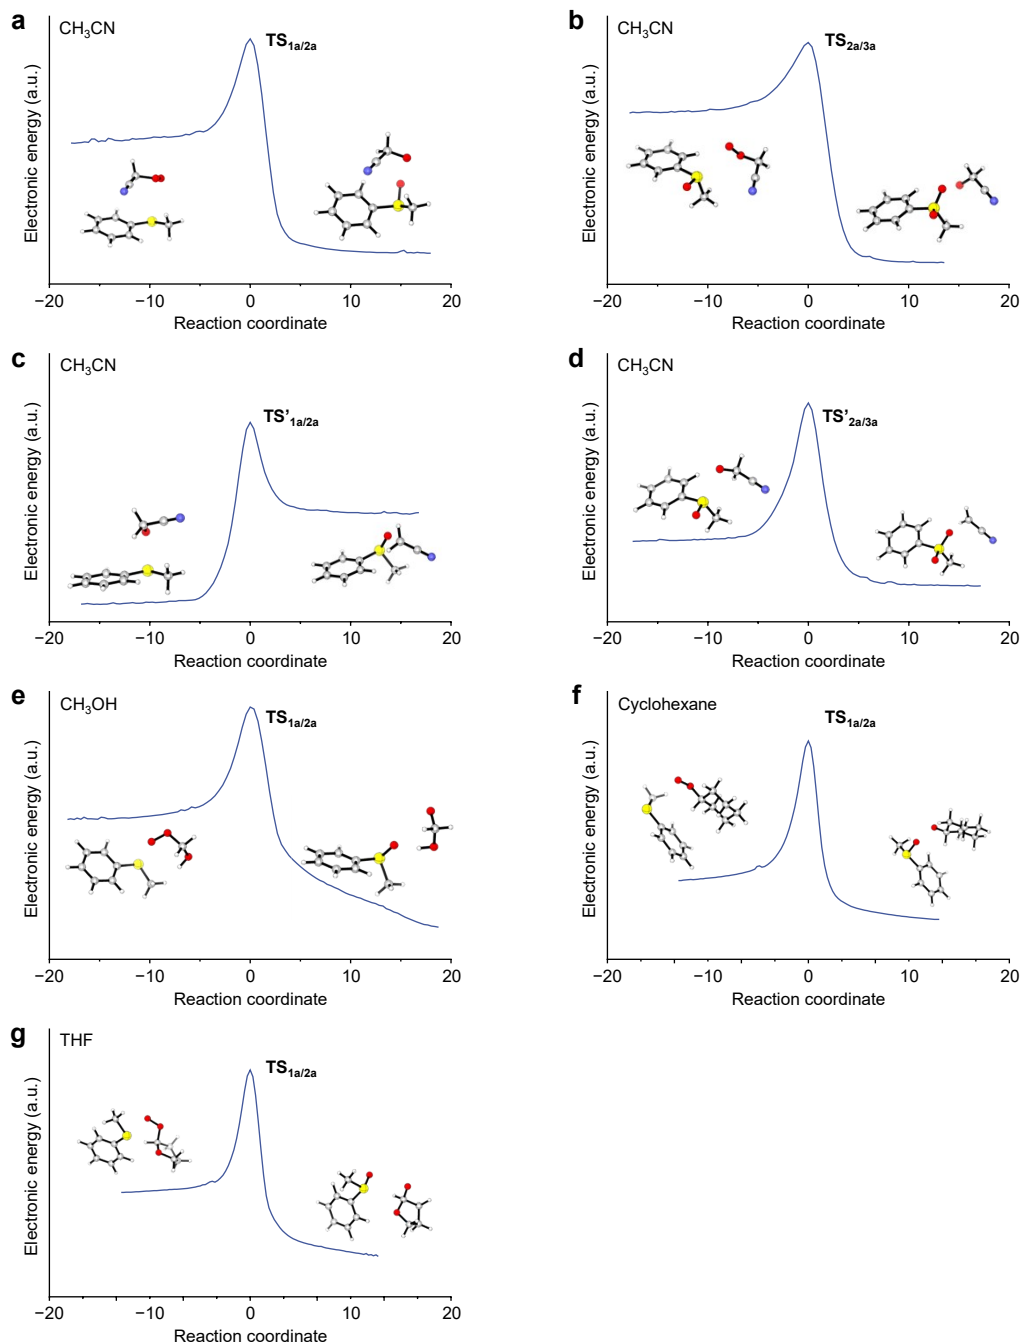 a
CH₃CN
TS₁ₐ/₂ₐ
Electronic energy (a.u.)
−20 −10 0 10 20
Reaction coordinate
b
CH₃CN
TS₂ₐ/₃ₐ
Electronic energy (a.u.)
−20 −10 0 10 20
Reaction coordinate
c
CH₃CN
TS’₁ₐ/₂ₐ
Electronic energy (a.u.)
−20 −10 0 10 20
Reaction coordinate
d
CH₃CN
TS’₂ₐ/₃ₐ
Electronic energy (a.u.)
−20 −10 0 10 20
Reaction coordinate
e
CH₃OH
TS₁ₐ/₂ₐ
Electronic energy (a.u.)
−20 −10 0 10 20
Reaction coordinate
f
Cyclohexane
TS₁ₐ/₂ₐ
Electronic energy (a.u.)
−20 −10 0 10 20
Reaction coordinate
g
THF
TS₁ₐ/₂ₐ
Electronic energy (a.u.)
−20 −10 0 10 20
Reaction coordinate